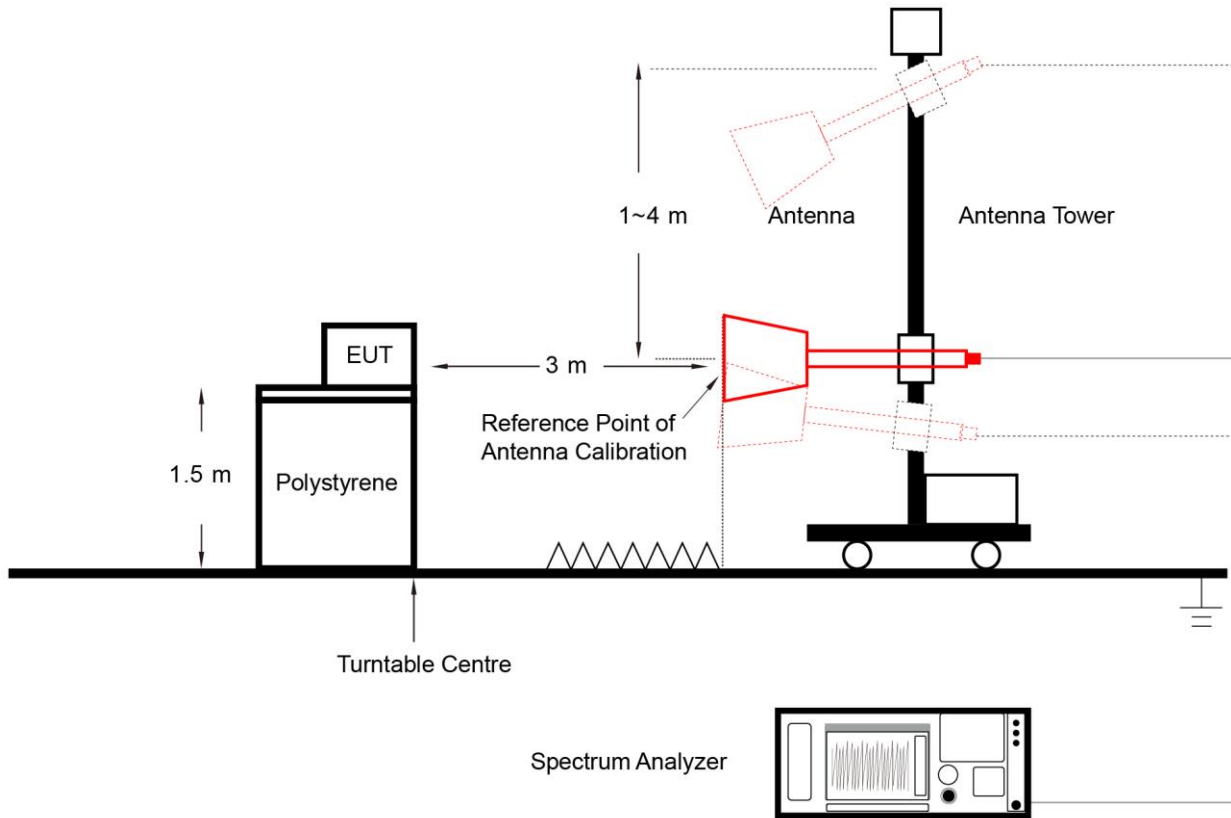 1~4 m
Antenna
Antenna Tower
EUT
3 m
Reference Point of
Antenna Calibration
1.5 m
Polystyrene
Turntable Centre
Spectrum Analyzer